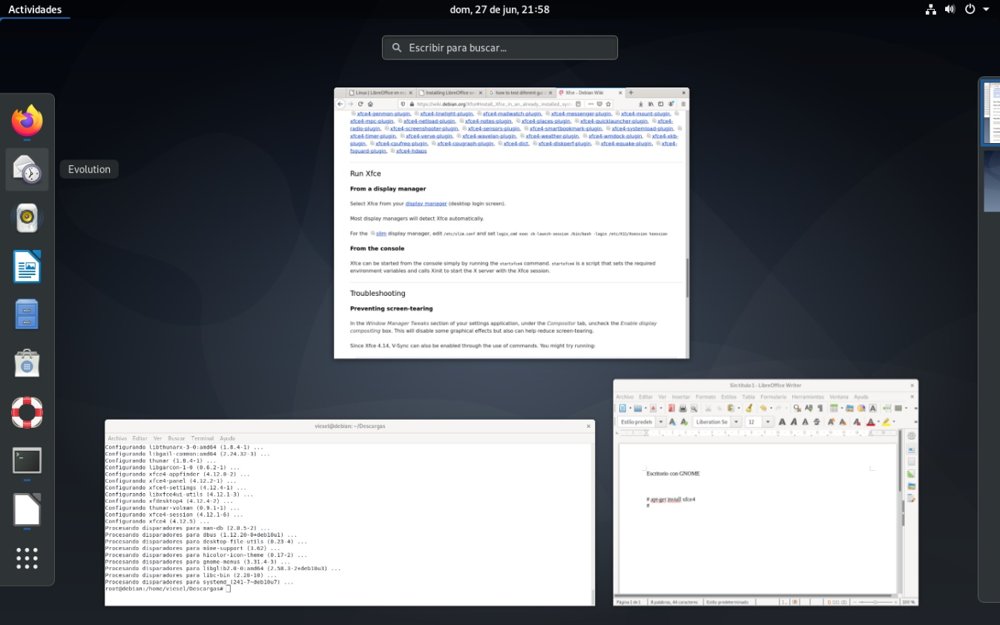 Actividades
dom, 27 de jun, 21:58
Escribir para buscar...
Evolution
Linux | LibreOffice en es
Installing LibreOffice on
how to test diferent gui
Xfce - Debian Wiki
xfce4-genmon-plugin, xfce4-linelight-plugin, xfce4-mailwatch-plugin, xfce4-messenger-plugin, xfce4-mount-plugin,
xfce4-mpc-plugin, xfce4-netload-plugin, xfce4-notes-plugin, xfce4-places-plugin, xfce4-quicklauncher-plugin, xfce4-
radio-plugin, xfce4-screenshooter-plugin, xfce4-sensors-plugin, xfce4-smartbookmark-plugin, xfce4-systemload-plugin,
xfce4-timer-plugin, xfce4-verve-plugin, xfce4-wavelan-plugin, xfce4-weather-plugin, xfce4-wmdock-plugin, xfce4-xkb-
plugin, xfce4-cpufreq-plugin, xfce4-cpugraph-plugin, xfce4-dict, xfce4-diskperf-plugin, xfce4-equake-plugin, xfce4-
fsguard-plugin, xfce4-hdaps
Run Xfce
From a display manager
Select Xfce from your display manager (desktop login screen).
Most display managers will detect Xfce automatically.
For the slim display manager, edit /etc/slim.conf and set login_cmd exec ck-launch-session /bin/bash -login /etc/X11/Xsession %session
From the console
Xfce can be started from the console simply by running the startxfce4 command. startxfce4 is a script that sets the required
environment variables and calls Xinit to start the X server with the Xfce session.
Troubleshooting
Preventing screen-tearing
In the Window Manager Tweaks section of your settings application, under the Compositor tab, uncheck the Enable display
compositing box. This will disable some graphical effects but also can help reduce screen-tearing.
Since Xfce 4.14, V-Sync can also be enabled through the use of commands. You might try running:
viesel@debian: ~/Descargas
Archivo Editar Ver Buscar Terminal Ayuda
Configurando libthunarx-3-0:amd64 (1.8.4-1) ...
Configurando libgail-common:amd64 (2.24.32-3) ...
Configurando thunar (1.8.4-1) ...
Configurando libgarcon-1-0 (0.6.2-1) ...
Configurando xfce4-appfinder (4.12.0-2) ...
Configurando xfce4-panel (4.12.2-1) ...
Configurando xfce4-settings (4.12.4-1) ...
Configurando libxfce4ui-utils (4.12.1-3) ...
Configurando xfdesktop4 (4.12.4-2) ...
Configurando thunar-volman (0.9.1-1) ...
Configurando xfce4-session (4.12.1-6) ...
Configurando xfce4 (4.12.5) ...
Procesando disparadores para man-db (2.8.5-2) ...
Procesando disparadores para dbus (1.12.20-0+deb10u1) ...
Procesando disparadores para desktop-file-utils (0.23-4) ...
Procesando disparadores para mime-support (3.62) ...
Procesando disparadores para hicolor-icon-theme (0.17-2) ...
Procesando disparadores para gnome-menus (3.31.4-3) ...
Procesando disparadores para libglib2.0-0:amd64 (2.58.3-2+deb10u3) ...
Procesando disparadores para libc-bin (2.28-10) ...
Procesando disparadores para systemd (241-7~deb10u7) ...
root@debian:/home/viesel/Descargas#
Sin título 1 - LibreOffice Writer
Archivo Editar Ver Insertar Formato Estilos Tabla Formulario Herramientas Ventana Ayuda
Estilo predet Liberation Se 12
Escritorio con GNOME
# apt-get install xfce4
#
Página 1 de 1 8 palabras, 44 caracteres Estilo predeterminado 100 %